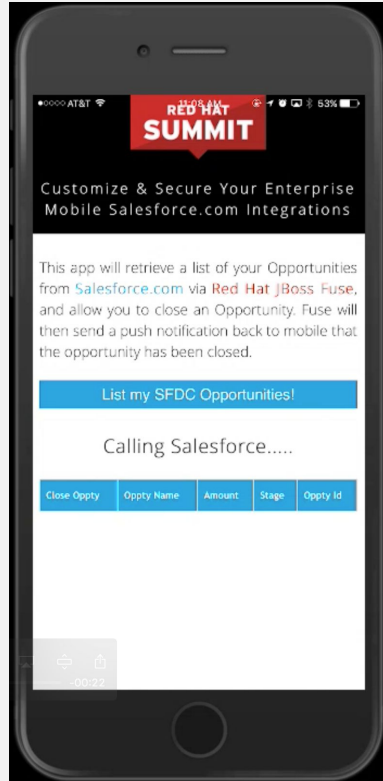 AT&T 11:08 AM 53%
RED HAT
SUMMIT
Customize & Secure Your Enterprise
Mobile Salesforce.com Integrations
This app will retrieve a list of your Opportunities
from Salesforce.com via Red Hat JBoss Fuse,
and allow you to close an Opportunity. Fuse will
then send a push notification back to mobile that
the opportunity has been closed.
List my SFDC Opportunities!
Calling Salesforce.....
Close Oppty Oppty Name Amount Stage Oppty Id
-00:22